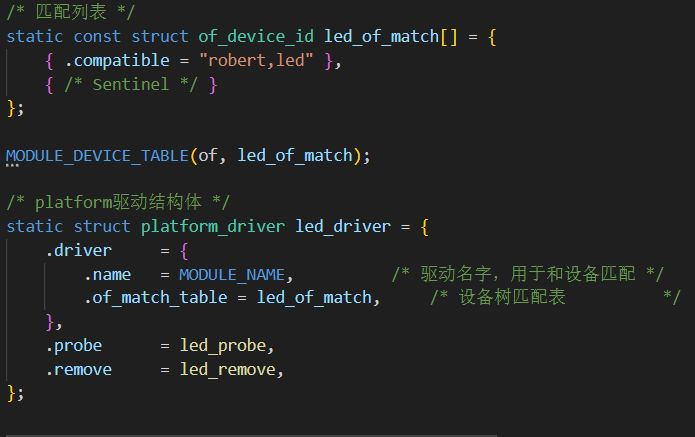 /* 匹配列表 */
static const struct of_device_id led_of_match[] = {
    { .compatible = "robert,led" },
    { /* Sentinel */ }
};
MODULE_DEVICE_TABLE(of, led_of_match);
/* platform驱动结构体 */
static struct platform_driver led_driver = {
    .driver     = {
        .name   = MODULE_NAME,          /* 驱动名字，用于和设备匹配 */
        .of_match_table = led_of_match,     /* 设备树匹配表          */
    },
    .probe      = led_probe,
    .remove     = led_remove,
};